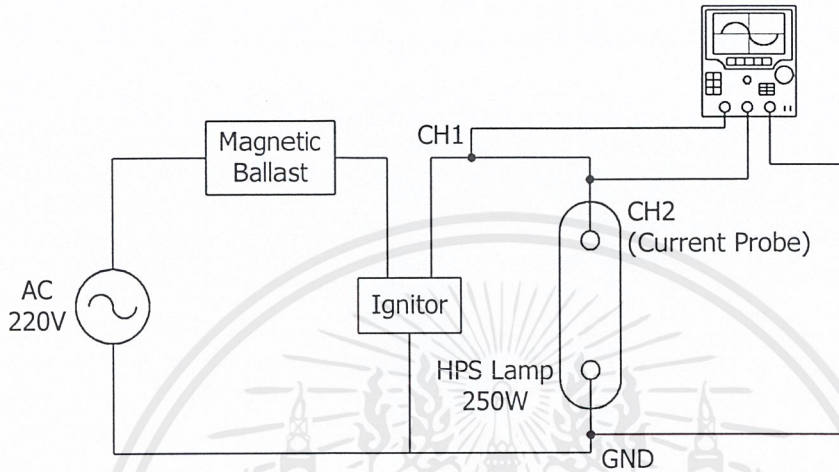 CH1
Magnetic
Ballast
CH2
(Current Probe)
AC
220V
Ignitor
HPS Lamp
250W
GND